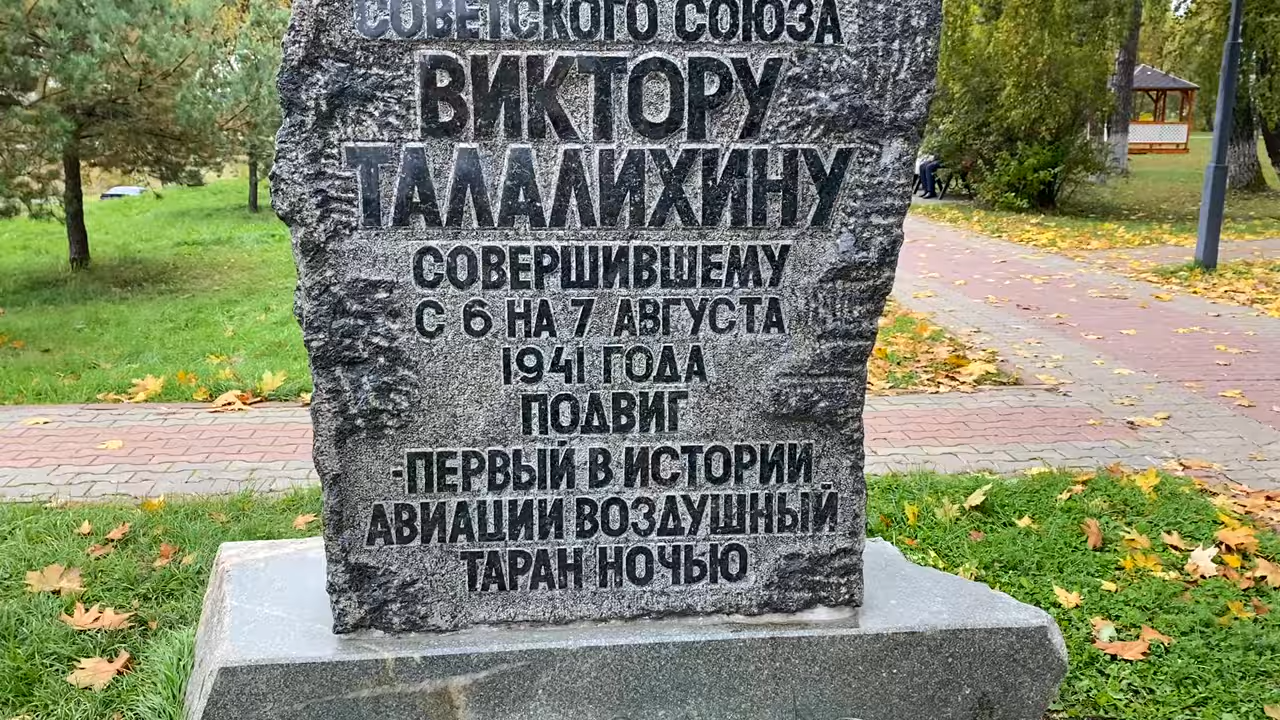 СОВЕТСКОГО СОЮЗА
ВИКТОРУ
ТАЛАЛИХИНУ
СОВЕРШИВШЕМУ
С 6 НА 7 АВГУСТА
1941 ГОДА
ПОДВИГ
-ПЕРВЫЙ В ИСТОРИИ
АВИАЦИИ ВОЗДУШНЫЙ
ТАРАН НОЧЬЮ